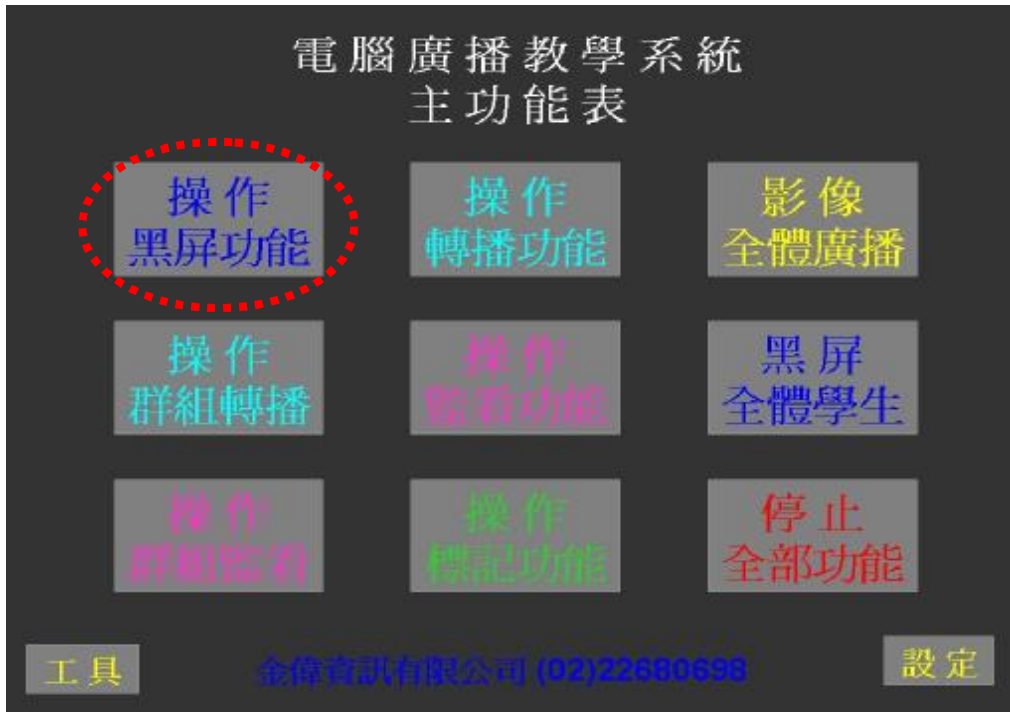 電腦廣播教學系統
主功能表
操作
黑屏功能
操作
轉播功能
影像
全體廣播
操作
群組轉播
操作
監看功能
黑屏
全體學生
操作
群組監看
操作
標記功能
停止
全部功能
工具
金偉資訊有限公司 (02)22680698
設定